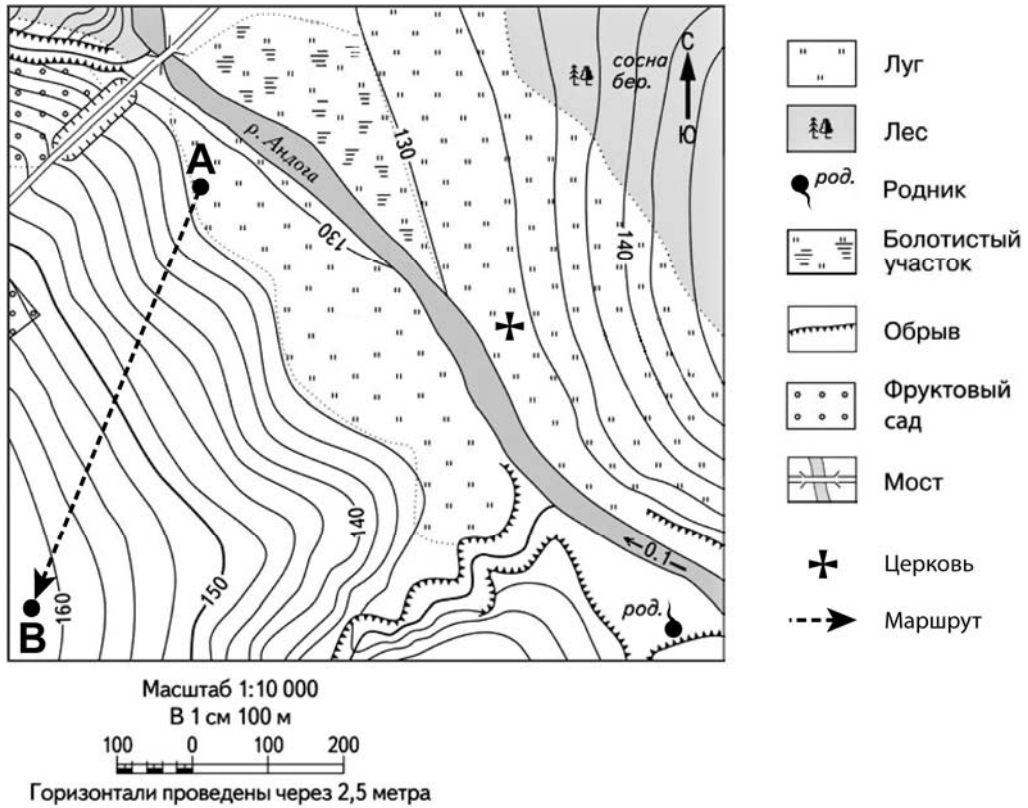 С
Ю
сосна
бер.
А
р. Андога
130
130
140
140
150
160
В
0.1
род.
Луг
Лес
род.
Родник
Болотистый
участок
Обрыв
Фруктовый
сад
Мост
Церковь
Маршрут
Масштаб 1:10 000
В 1 см 100 м
100 0 100 200
Горизонтали проведены через 2,5 метра